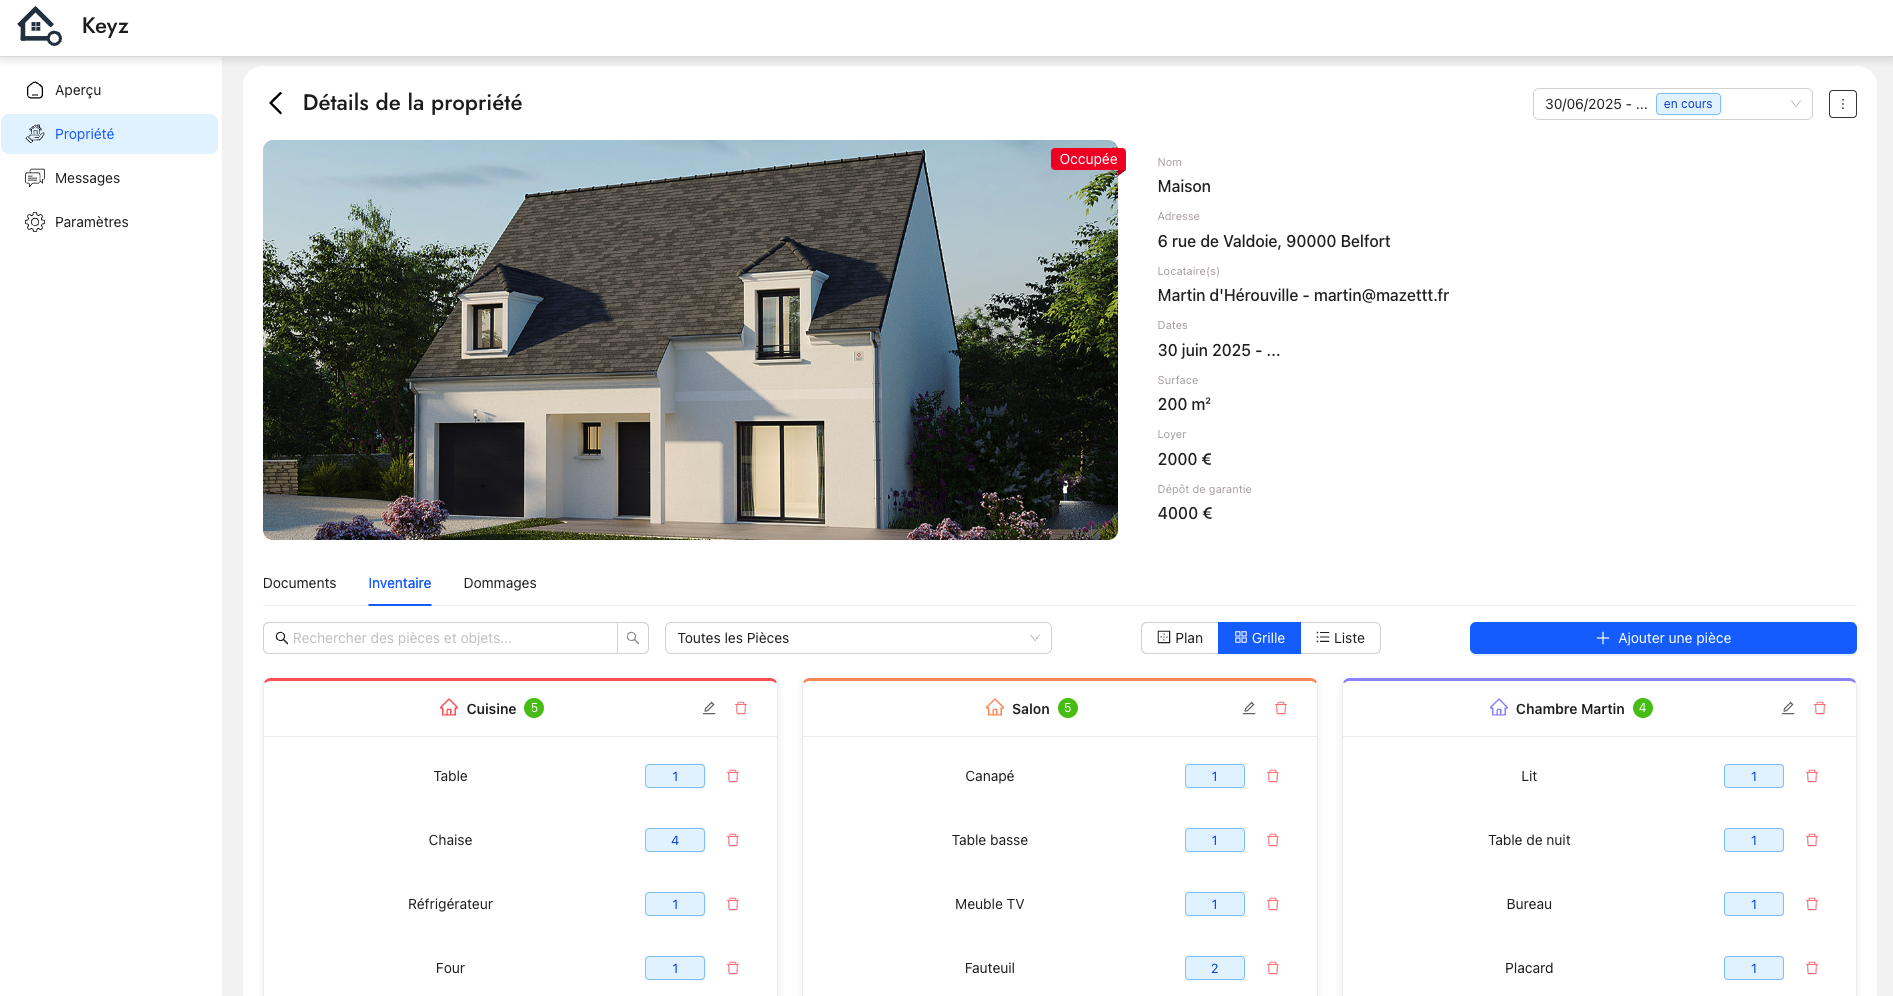 Keyz
Aperçu
Propriété
Messages
Paramètres
Détails de la propriété
30/06/2025 - ... en cours
Occupée
Nom
Maison
Adresse
6 rue de Valdoie, 90000 Belfort
Locataire(s)
Martin d'Hérouville - martin@mazettt.fr
Dates
30 juin 2025 - ...
Surface
200 m²
Loyer
2000 €
Dépôt de garantie
4000 €
Documents Inventaire Dommages
Rechercher des pièces et objets... Toutes les Pièces Plan Grille Liste Ajouter une pièce
Cuisine 5
Table 1
Chaise 4
Réfrigérateur 1
Four 1
Salon 5
Canapé 1
Table basse 1
Meuble TV 1
Fauteuil 2
Chambre Martin 4
Lit 1
Table de nuit 1
Bureau 1
Placard 1